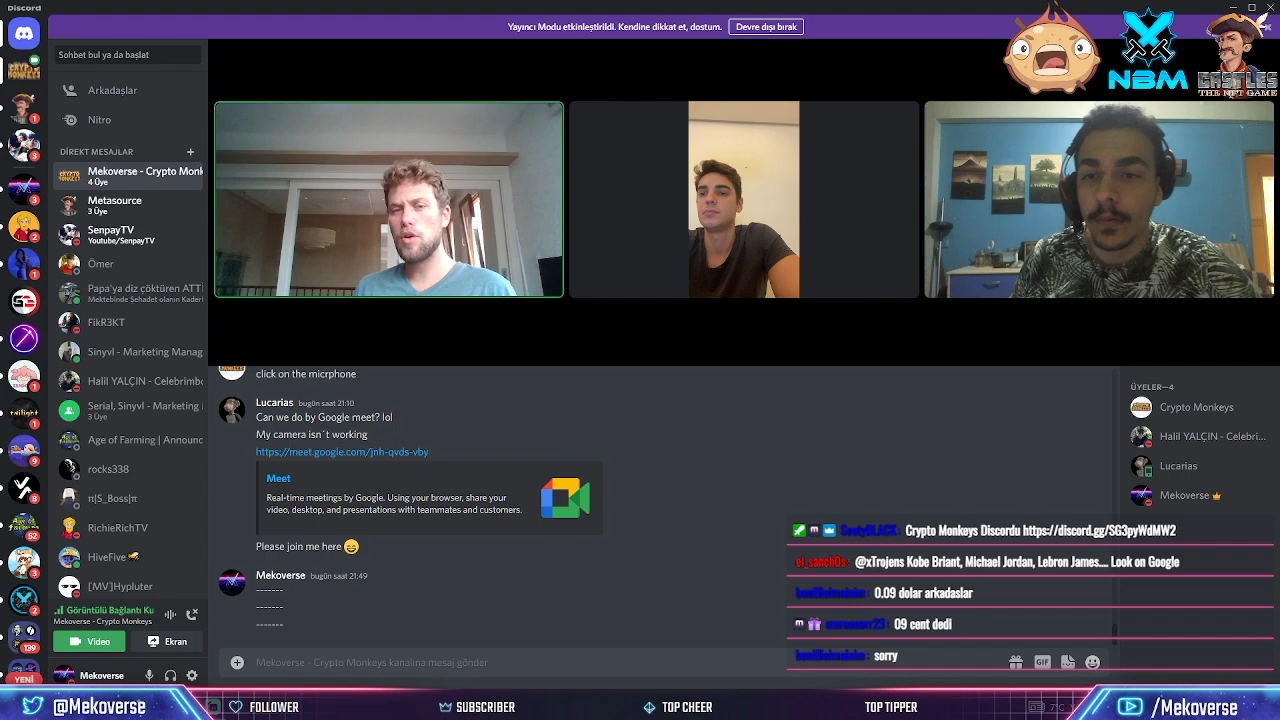 Discord
Yayıncı Modu etkinleştirildi. Kendine dikkat et, dostum.
Devre dışı bırak
NBM
CASTLES
THE NFT GAME
Sohbet bul ya da başlat
Arkadaşlar
Nitro
DİREKT MESAJLAR
Mekoverse - Crypto Monk
4 Üye
Metasource
3 Üye
SenpayTV
Youtube/SenpayTV
Ömer
Papa'ya diz çöktüren ATTİ
Mektebinde Şehadet olanın Kaderi
FikR3KT
Sinyvl - Marketing Manag
Halil YALÇIN - Celebrimbo
Serial, Sinyvl - Marketing
3 Üye
Age of Farming | Announc
rocks338
π|S_Boss|π
RichieRichTV
HiveFive
[MV]Hypluter
Görüntülü Bağlantı Ku
Mekoverse - Crypto Monkeys
Video
Ekran
Mekoverse
YENİ
click on the micrphone
Lucarias bugün saat 21:10
Can we do by Google meet? lol
My camera isn´t working
https://meet.google.com/jnh-qvds-vby
Meet
Real-time meetings by Google. Using your browser, share your
video, desktop, and presentations with teammates and customers.
Please join me here
Mekoverse bugün saat 21:49
------
------
------
Mekoverse - Crypto Monkeys kanalına mesaj gönder
GIF
ÜYELER—4
Crypto Monkeys
Halil YALÇIN - Celebri...
Lucarias
Mekoverse
Crypto Monkeys Discordu https://discord.gg/SG3pyWdMW2
el_sanch0s: @xTrojens Kobe Briant, Michael Jordan, Lebron James.... Look on Google
0.09 dolar arkadaslar
09 cent dedi
sorry
@Mekoverse
FOLLOWER
SUBSCRIBER
TOP CHEER
TOP TIPPER
/Mekoverse